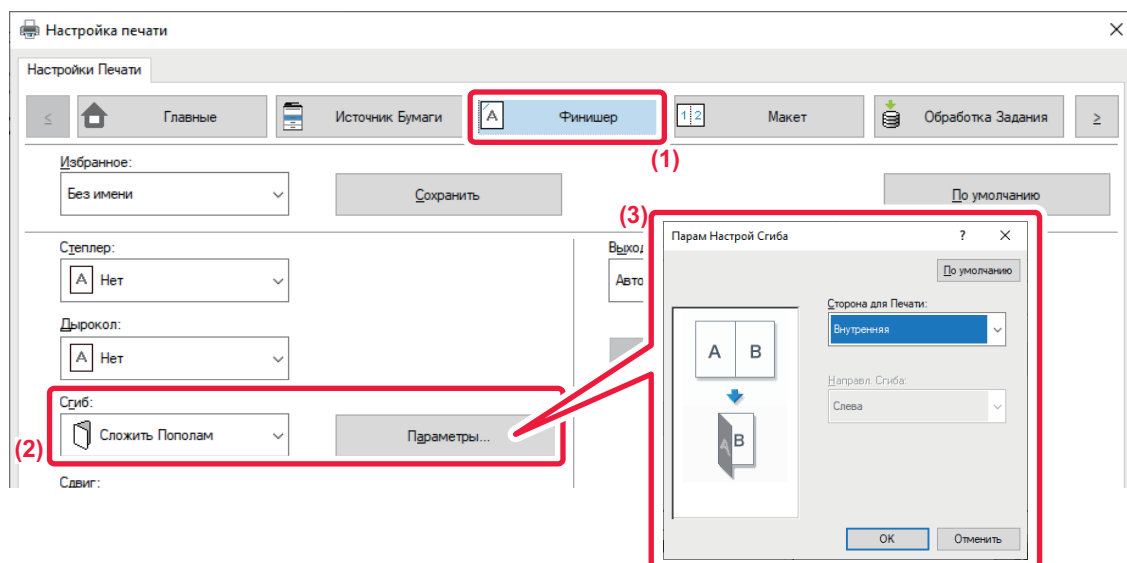 Настройка печати
Настройки Печати
≤ Главные Источник Бумаги A Финишер 1 2 Макет Обработка Задания ≥
(1)
Избранное:
Без имени Сохранить По умолчанию
(3)
Степлер:
A Нет
Дырокол:
A Нет
Сгиб:
(2) Сложить Пополам Параметры...
Сдвиг:
Парам Настрой Сгиба ?
По умолчанию
Сторона для Печати:
Внутренняя
A B
Направл. Сгиба:
Слева
A B
OK Отменить